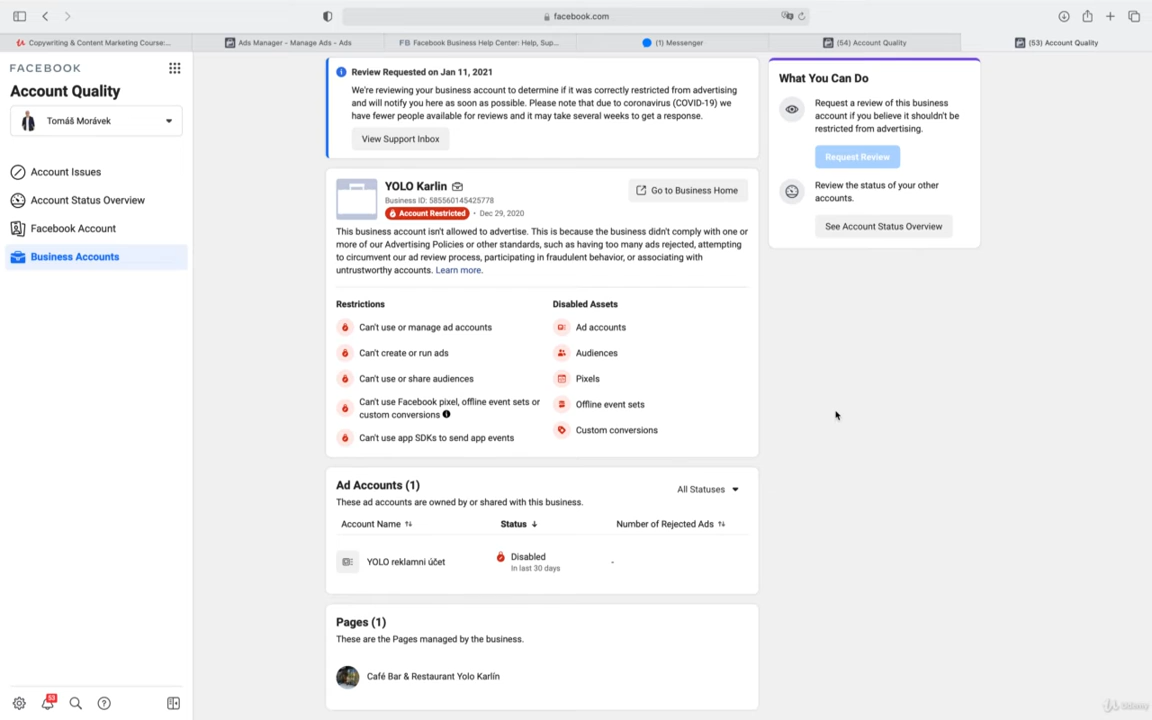 facebook.com
Copywriting & Content Marketing Course:...
Ads Manager - Manage Ads - Ads
FB Facebook Business Help Center: Help, Sup...
(1) Messenger
(54) Account Quality
(53) Account Quality
FACEBOOK
Account Quality
Tomáš Morávek
Account Issues
Account Status Overview
Facebook Account
Business Accounts
53
Review Requested on Jan 11, 2021
We're reviewing your business account to determine if it was correctly restricted from advertising
and will notify you here as soon as possible. Please note that due to coronavirus (COVID-19) we
have fewer people available for reviews and it may take several weeks to get a response.
View Support Inbox
YOLO Karlin
Go to Business Home
Business ID: 585560145425778
Account Restricted • Dec 29, 2020
This business account isn't allowed to advertise. This is because the business didn't comply with one or
more of our Advertising Policies or other standards, such as having too many ads rejected, attempting
to circumvent our ad review process, participating in fraudulent behavior, or associating with
untrustworthy accounts. Learn more.
Restrictions
Can't use or manage ad accounts
Can't create or run ads
Can't use or share audiences
Can't use Facebook pixel, offline event sets or
custom conversions
Can't use app SDKs to send app events
Disabled Assets
Ad accounts
Audiences
Pixels
Offline event sets
Custom conversions
Ad Accounts (1)
All Statuses
These ad accounts are owned by or shared with this business.
Account Name Status Number of Rejected Ads
YOLO reklamní účet
Disabled
In last 30 days
-
Pages (1)
These are the Pages managed by the business.
Café Bar & Restaurant Yolo Karlín
What You Can Do
Request a review of this business
account if you believe it shouldn't be
restricted from advertising.
Request Review
Review the status of your other
accounts.
See Account Status Overview
Udemy